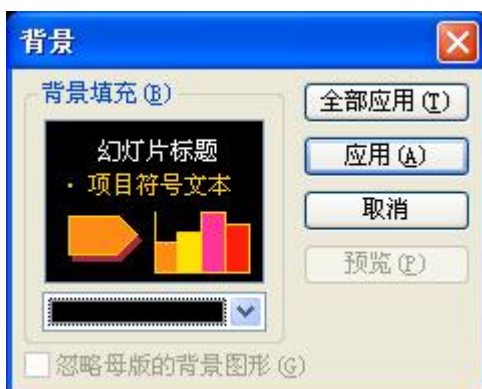 背景
背景填充(B)
全部应用(T)
幻灯片标题
· 项目符号文本
应用(A)
取消
预览(P)
忽略母版的背景图形(G)